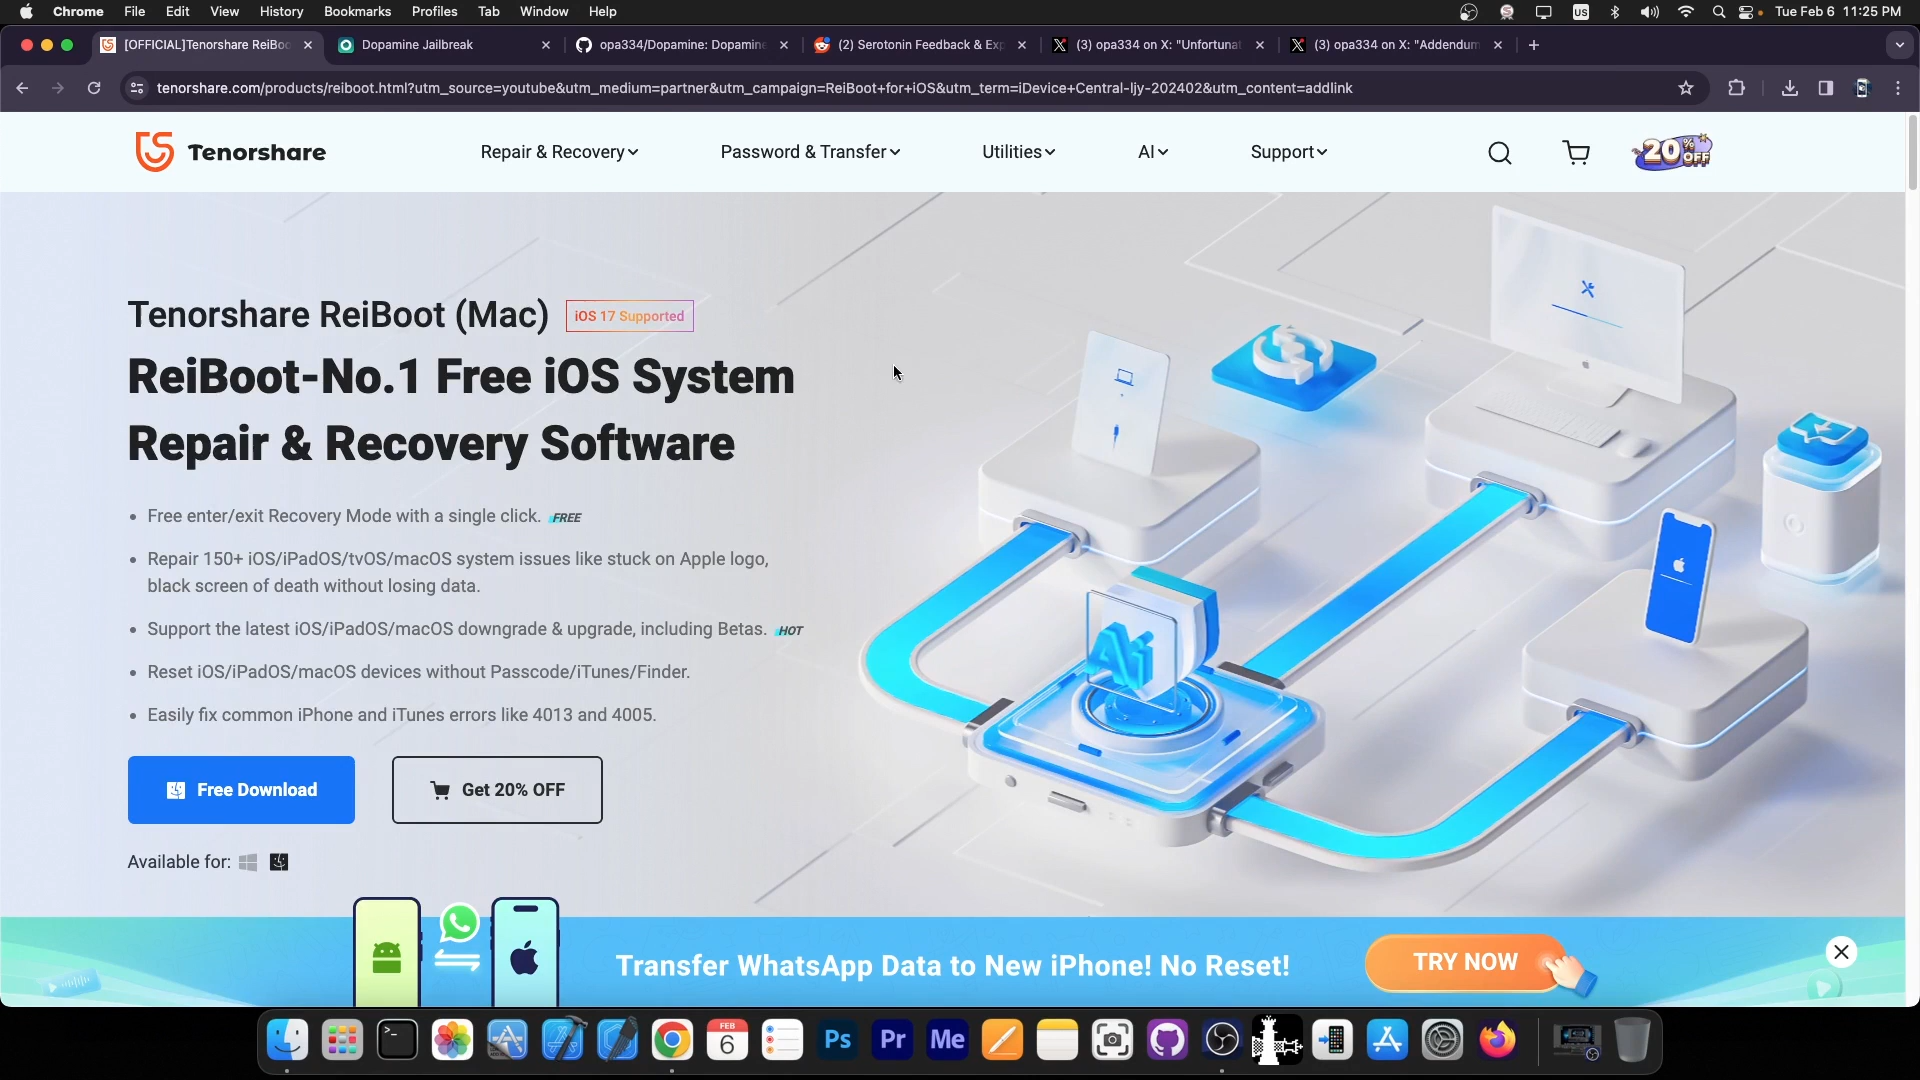 Chrome File Edit View History Bookmarks Profiles Tab Window Help US Tue Feb 6 11:25 PM
[OFFICIAL]Tenorshare ReiBoo Dopamine Jailbreak opa334/Dopamine: Dopamine (2) Serotonin Feedback & Exp (3) opa334 on X: "Unfortunat (3) opa334 on X: "Addendum
tenorshare.com/products/reiboot.html?utm_source=youtube&utm_medium=partner&utm_campaign=ReiBoot+for+iOS&utm_term=iDevice+Central-ljy-202402&utm_content=addlink
Tenorshare Repair & Recovery Password & Transfer Utilities AI Support 20% OFF
Tenorshare ReiBoot (Mac) iOS 17 Supported
ReiBoot-No.1 Free iOS System
Repair & Recovery Software
• Free enter/exit Recovery Mode with a single click. FREE
• Repair 150+ iOS/iPadOS/tvOS/macOS system issues like stuck on Apple logo,
black screen of death without losing data.
• Support the latest iOS/iPadOS/macOS downgrade & upgrade, including Betas. HOT
• Reset iOS/iPadOS/macOS devices without Passcode/iTunes/Finder.
• Easily fix common iPhone and iTunes errors like 4013 and 4005.
Ai
Free Download Get 20% OFF
Available for:
Transfer WhatsApp Data to New iPhone! No Reset! TRY NOW
FEB
6
Ps Pr Me